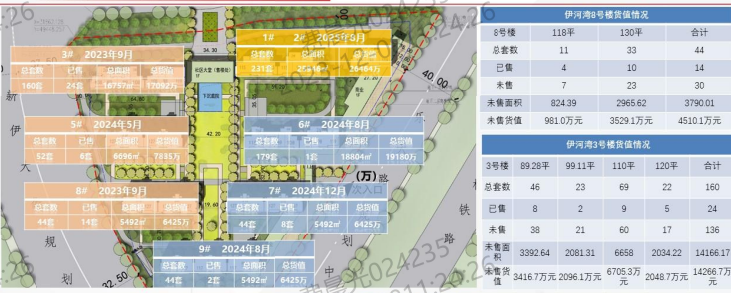 34.30
1# 2# 2025年8月
总套数 总面积 总货值
231套
3# 2023年9月
总套数 已售 总面积 总货值
160套 24套 16757㎡
社区大堂(售楼处)
下沉庭院
42.20
40.00
新伊大
5# 2024年5月
总套数 已售 总面积 总货值
52套 6套 6696㎡ 7835万
6# 2024年8月
总套数 已售 总面积 总货值
179套 1套 18804㎡ 19180万
(万) 路
次入口
8# 2023年9月
总套数 已售 总面积 总货值
44套 14套 5492㎡ 6425万
19.60
7# 2024年12月
总套数 已售 总面积 总货值
44套 8套 5492㎡ 6425万
9# 2024年8月
总套数 已售 总面积 总货值
44套 2套 5492㎡ 6425万
32.50
规划
中
划
路
铁
伊河湾8号楼货值情况
8号楼 118平 130平 合计
总套数 11 33 44
已售 4 10 14
未售 7 23 30
未售面积 824.39 2965.62 3790.01
未售货值 981.0万元 3529.1万元 4510.1万元
伊河湾3号楼货值情况
3号楼 89.28平 99.11平 110平 120平 合计
总套数 46 23 69 22 160
已售 8 2 9 5 24
未售 38 21 60 17 136
未售面积 3392.64 2081.31 6658 2034.22 14166.17
未售货值 3416.7万元 2096.1万元 6705.3万元 2048.7万元 14266.7万元